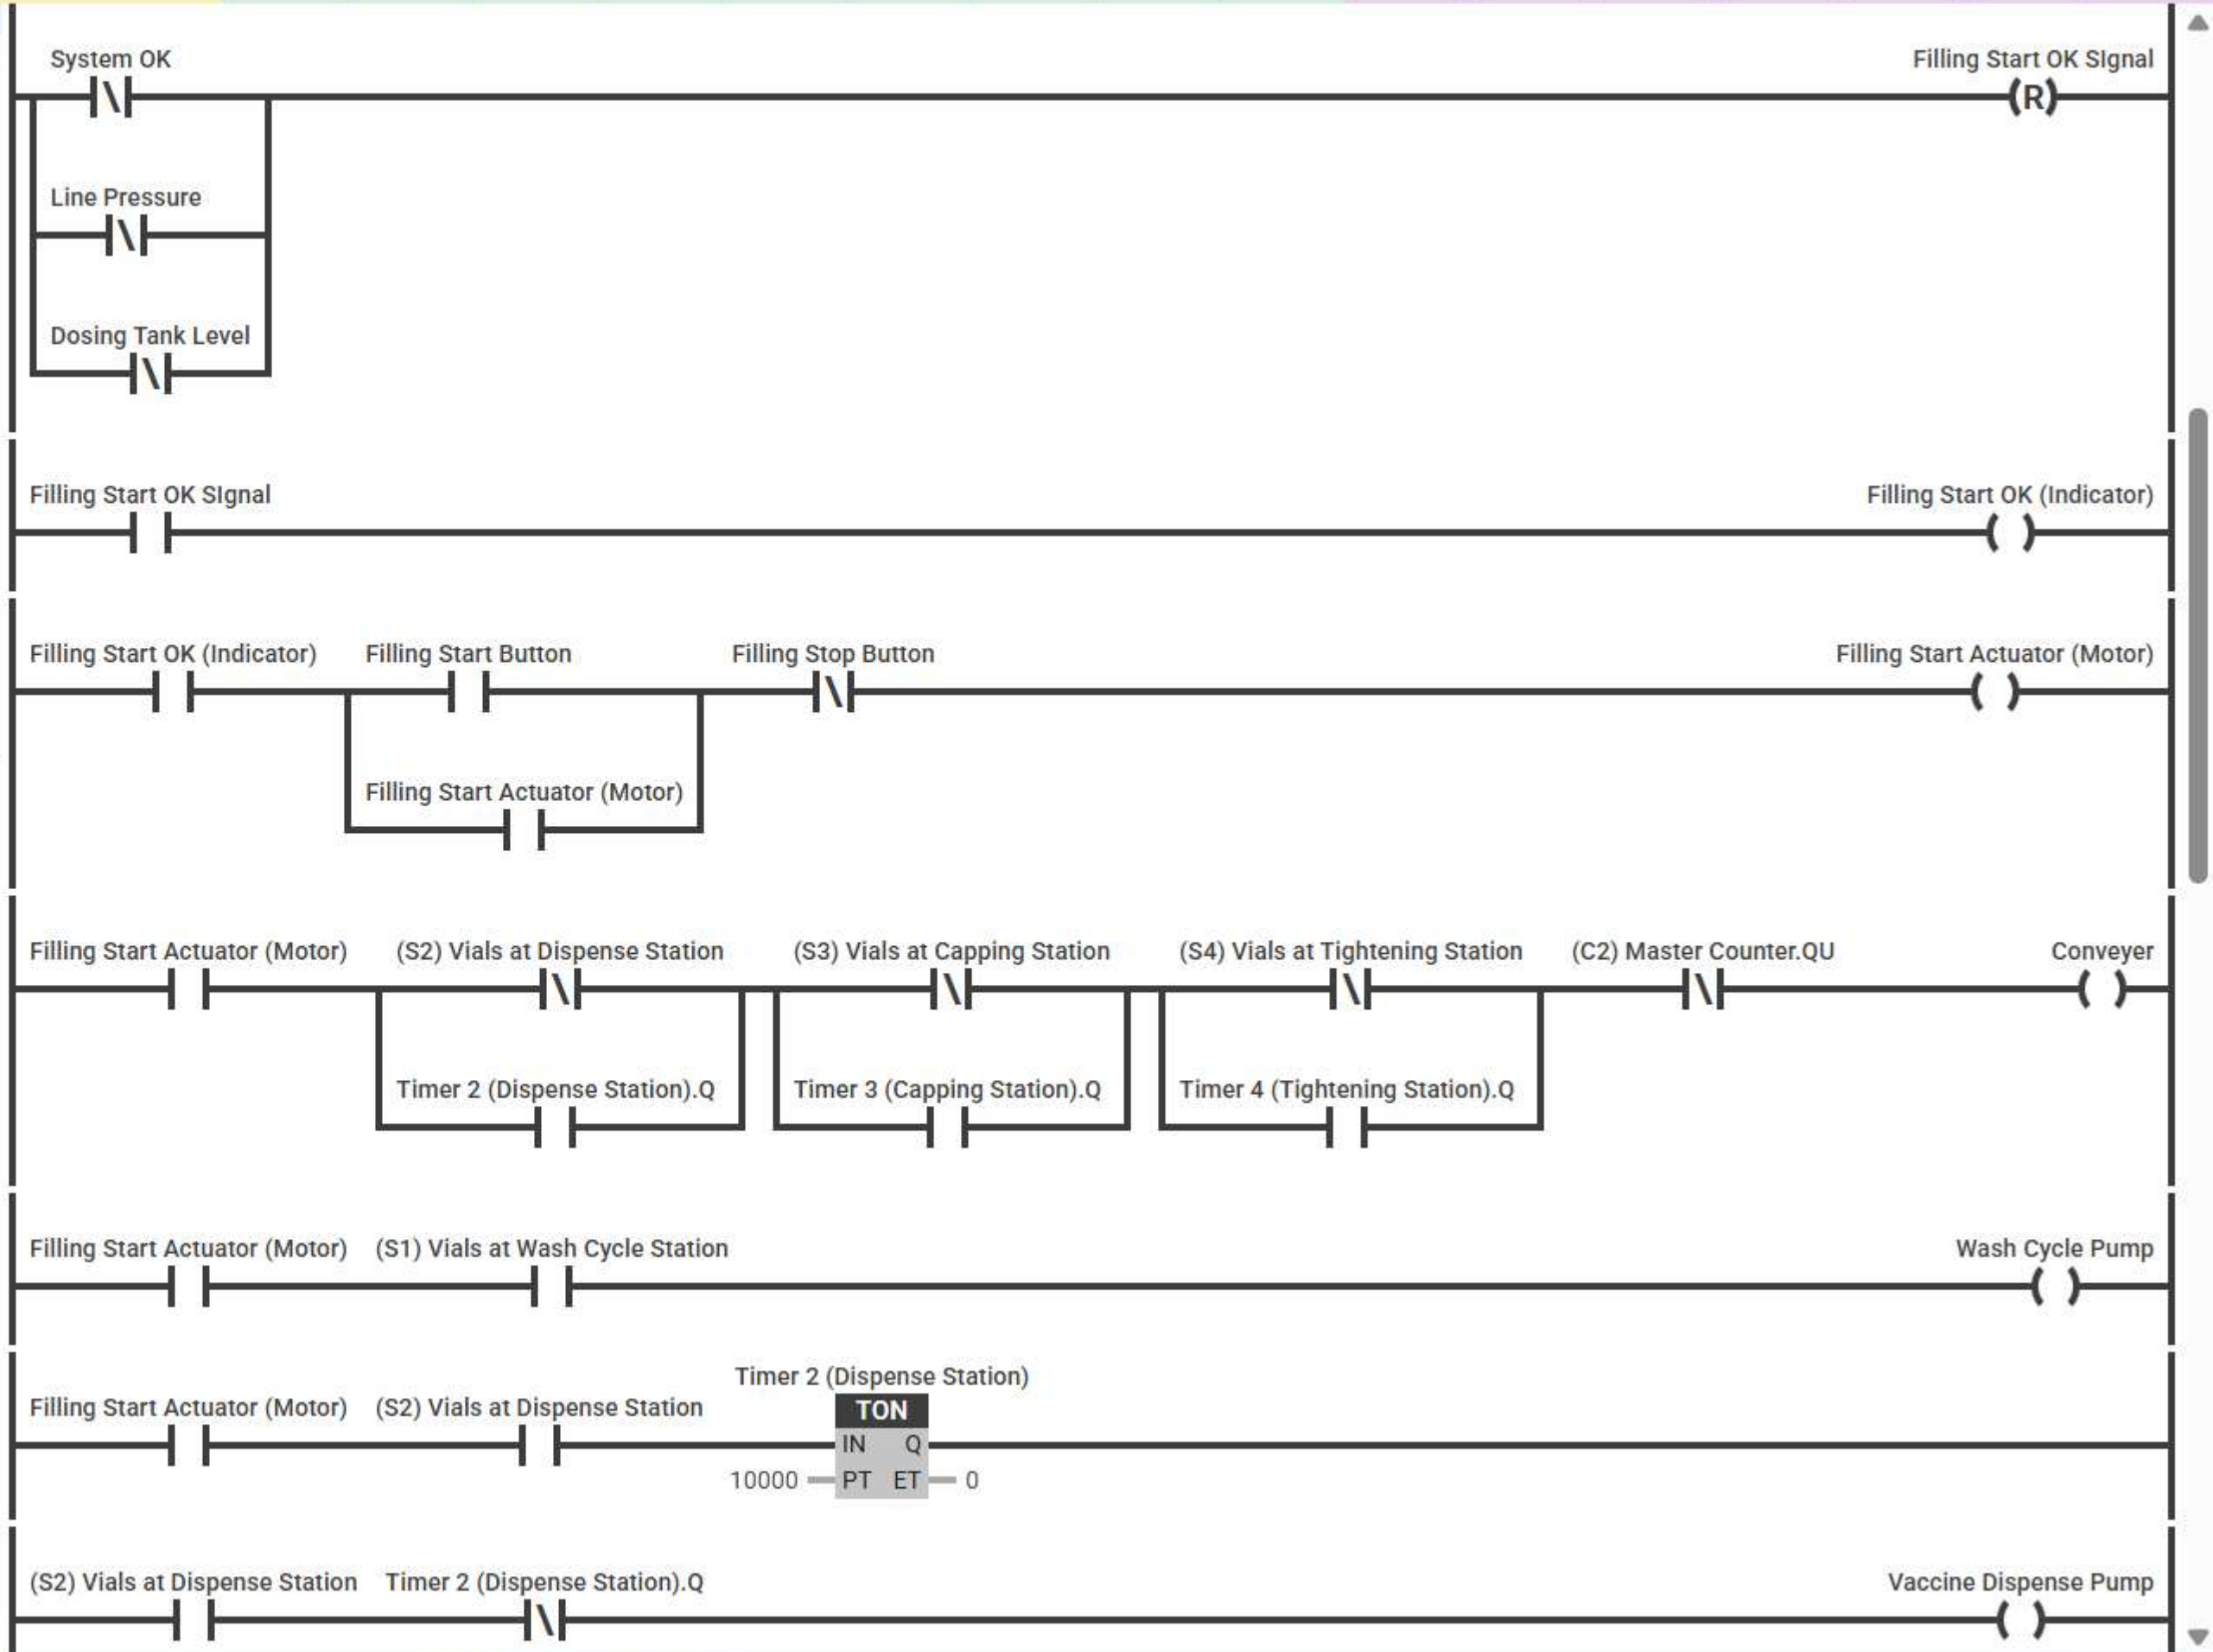 System OK
Filling Start OK SIgnal
(R)
Line Pressure
Dosing Tank Level
Filling Start OK SIgnal
Filling Start OK (Indicator)
Filling Start OK (Indicator)
Filling Start Button
Filling Stop Button
Filling Start Actuator (Motor)
Filling Start Actuator (Motor)
Filling Start Actuator (Motor)
(S2) Vials at Dispense Station
(S3) Vials at Capping Station
(S4) Vials at Tightening Station
(C2) Master Counter.QU
Conveyer
Timer 2 (Dispense Station).Q
Timer 3 (Capping Station).Q
Timer 4 (Tightening Station).Q
Filling Start Actuator (Motor)
(S1) Vials at Wash Cycle Station
Wash Cycle Pump
Timer 2 (Dispense Station)
Filling Start Actuator (Motor)
(S2) Vials at Dispense Station
TON
IN Q
10000 PT ET 0
(S2) Vials at Dispense Station
Timer 2 (Dispense Station).Q
Vaccine Dispense Pump